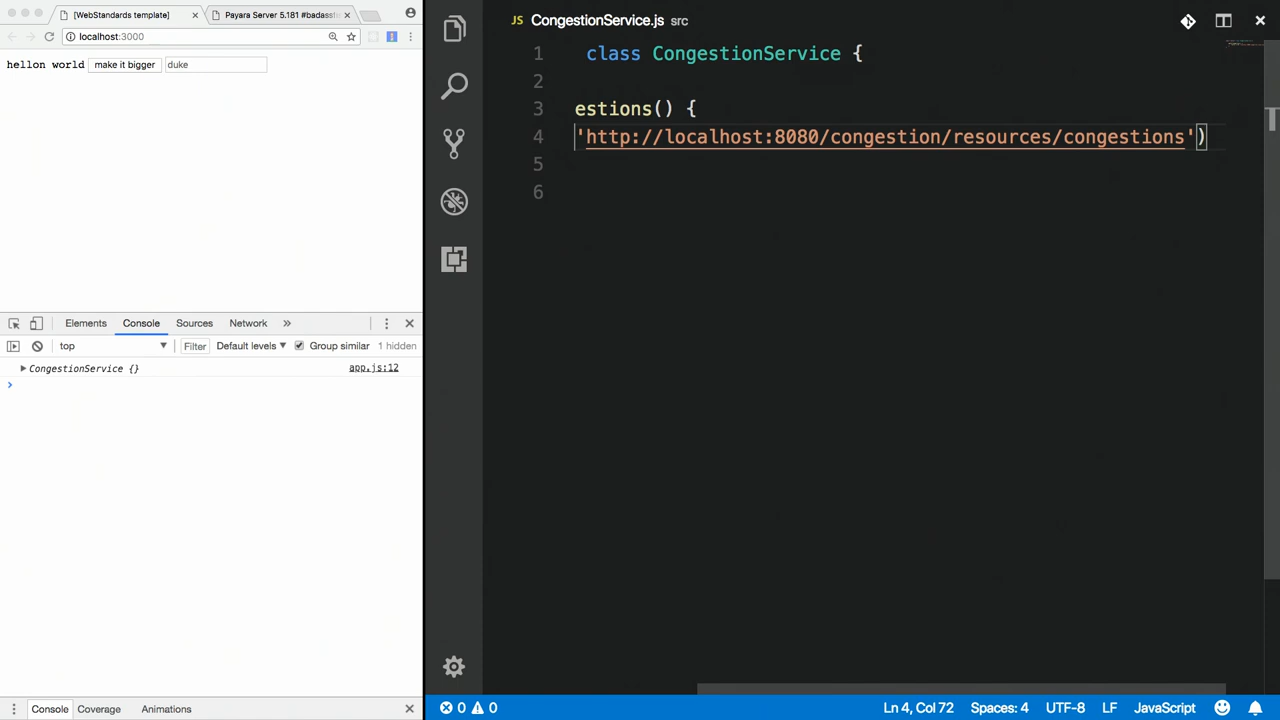 [WebStandards template]
Payara Server 5.181 #badassfi
localhost:3000
hellon world make it bigger duke
Elements Console Sources Network »
top Filter Default levels Group similar 1 hidden
CongestionService {} app.js:12
Console Coverage Animations
JS CongestionService.js src
1 class CongestionService {
2
3 estions() {
4 'http://localhost:8080/congestion/resources/congestions')
5
6
0 0 Ln 4, Col 72 Spaces: 4 UTF-8 LF JavaScript